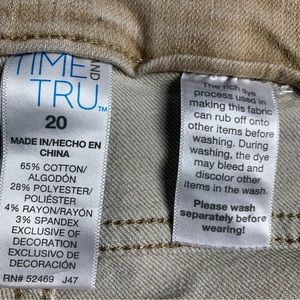 TIME AND
TRU™
20
MADE IN/HECHO EN
CHINA
65% COTTON/
ALGODÓN
28% POLYESTER/
POLIÉSTER
4% RAYON/RAYÓN
3% SPANDEX
EXCLUSIVE OF
DECORATION
EXCLUSIVO DE
DECORACIÓN
RN# 52469 J47
The rich dye
process used in
making this fabric
can rub off onto
other items before
washing. During
washing, the dye
may bleed and
discolor other
items in the wash.
Please wash
separately before
wearing!